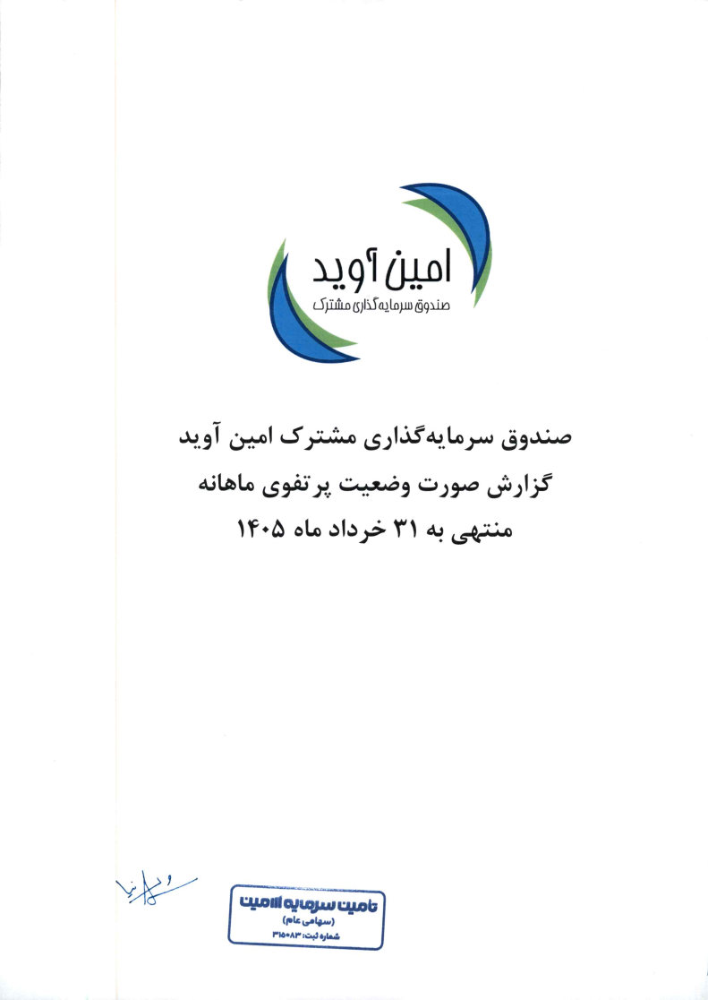 امین آوید
صندوق سرمایه‌گذاری مشترک
صندوق سرمایه‌گذاری مشترک امین آوید
گزارش صورت وضعیت پرتفوی ماهانه
منتهی به ۳۱ خرداد ماه ۱۴۰۵
تامین سرمایه امین
(سهامی عام)
شماره ثبت: ۳۱۵۰۸۳